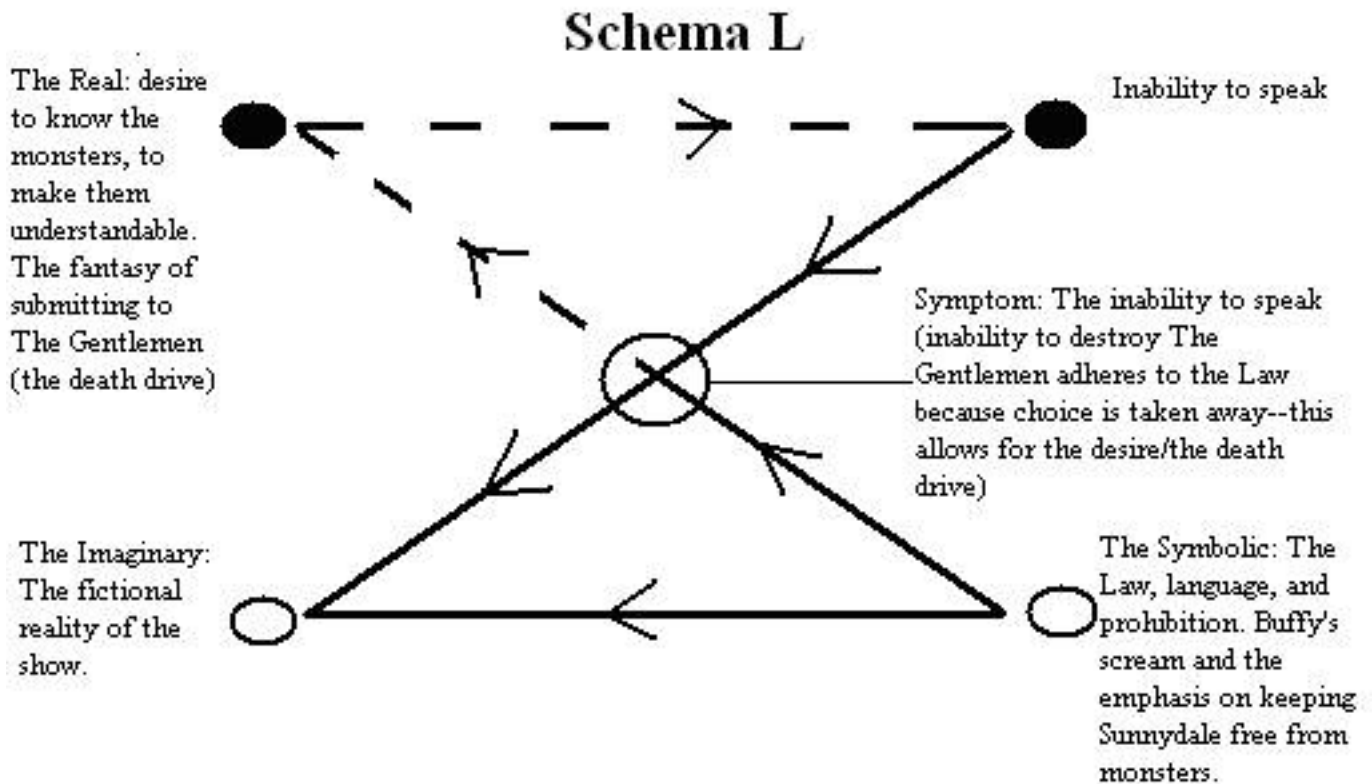 Schema L
The Real: desire
to know the
monsters, to
make them
understandable.
The fantasy of
submitting to
The Gentlemen
(the death drive)
Inability to speak
Symptom: The inability to speak
(inability to destroy The
Gentlemen adheres to the Law
because choice is taken away--this
allows for the desire/the death
drive)
The Imaginary:
The fictional
reality of the
show.
The Symbolic: The
Law, language, and
prohibition. Buffy's
scream and the
emphasis on keeping
Sunnydale free from
monsters.